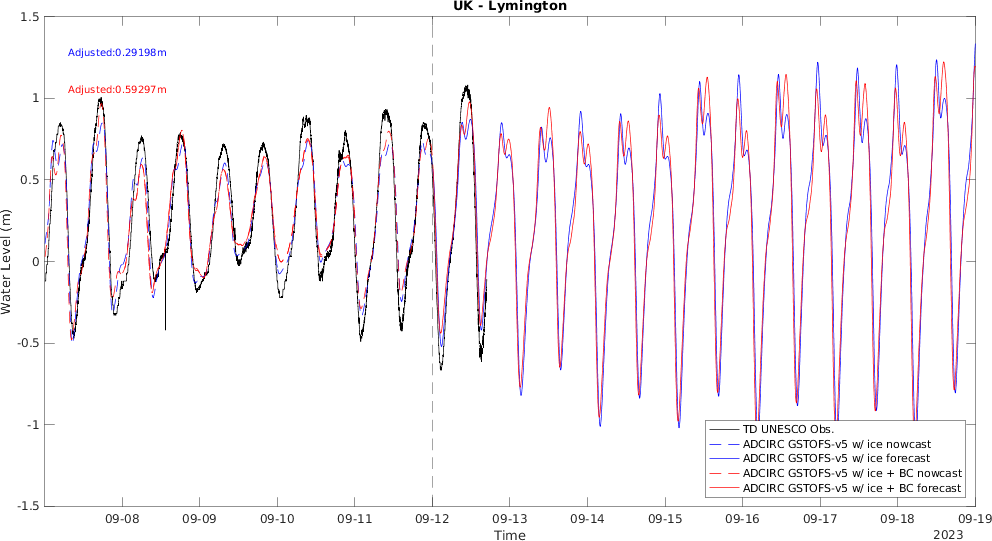 UK - Lymington
Adjusted:0.29198m
Adjusted:0.59297m
Water Level (m)
1.5
1
0.5
0
-0.5
-1
-1.5
TD UNESCO Obs.
ADCIRC GSTOFS-v5 w/ ice nowcast
ADCIRC GSTOFS-v5 w/ ice forecast
ADCIRC GSTOFS-v5 w/ ice + BC nowcast
ADCIRC GSTOFS-v5 w/ ice + BC forecast
09-08 09-09 09-10 09-11 09-12 09-13 09-14 09-15 09-16 09-17 09-18 09-19
Time
2023